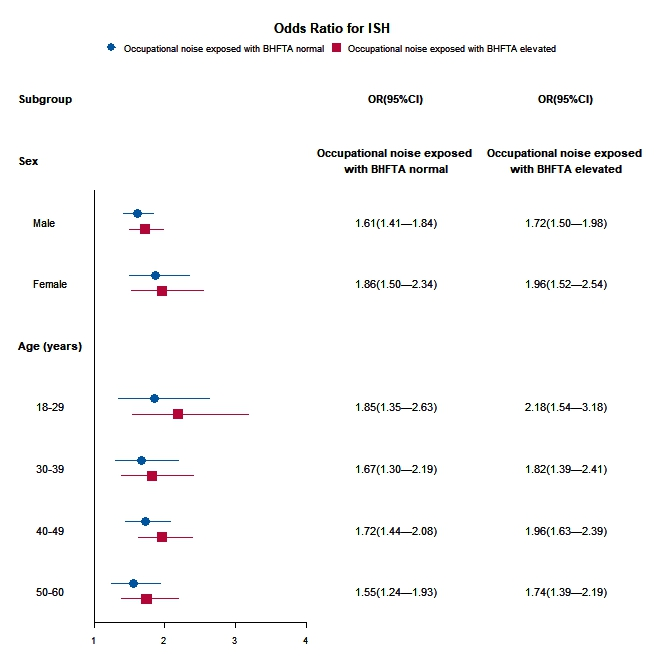 Odds Ratio for ISH
Occupational noise exposed with BHFTA normal Occupational noise exposed with BHFTA elevated
Subgroup OR(95%CI) OR(95%CI)
Sex Occupational noise exposed with BHFTA normal Occupational noise exposed with BHFTA elevated
Male 1.61(1.41—1.84) 1.72(1.50—1.98)
Female 1.86(1.50—2.34) 1.96(1.52—2.54)
Age (years)
18-29 1.85(1.35—2.63) 2.18(1.54—3.18)
30-39 1.67(1.30—2.19) 1.82(1.39—2.41)
40-49 1.72(1.44—2.08) 1.96(1.63—2.39)
50-60 1.55(1.24—1.93) 1.74(1.39—2.19)
1 2 3 4